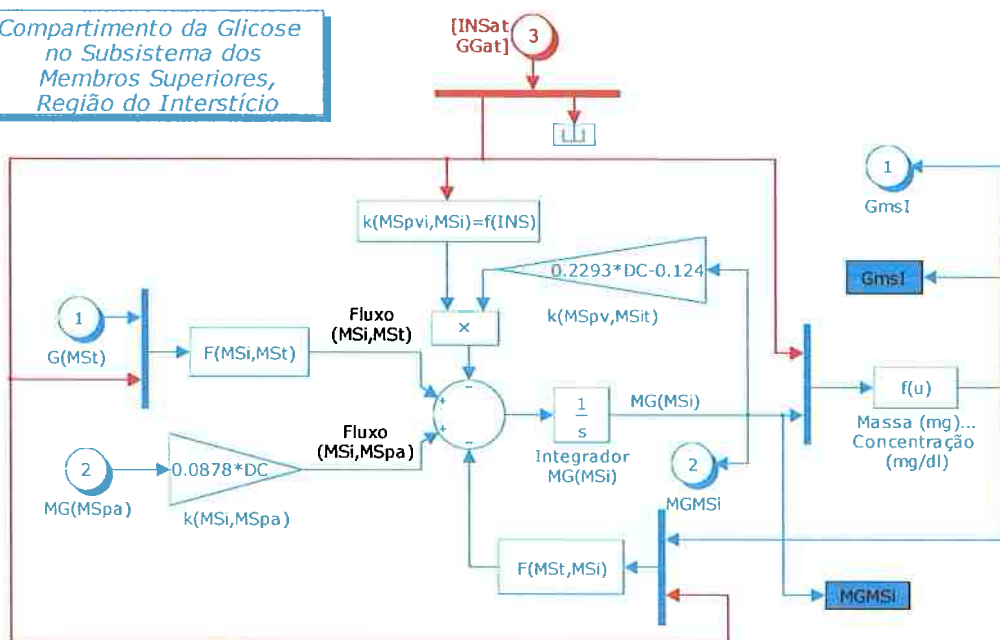 Compartimento da Glicose
no Subsistema dos
Membros Superiores,
Região do Interstício
[INSat
GGat]
3
1
GmsI
k(MSpvi,MSi)=f(INS)
0.2293*DC-0.124
k(MSpv,MSit)
GmsI
×
1
G(MSt)
F(MSi,MSt)
Fluxo
(MSi,MSt)
-
+
+
-
1
s
Integrador
MG(MSi)
MG(MSi)
f(u)
Massa (mg)...
Concentração
(mg/dl)
2
MG(MSpa)
0.0878*DC
k(MSi,MSpa)
Fluxo
(MSi,MSpa)
2
MGMSi
F(MSt,MSi)
MGMSi